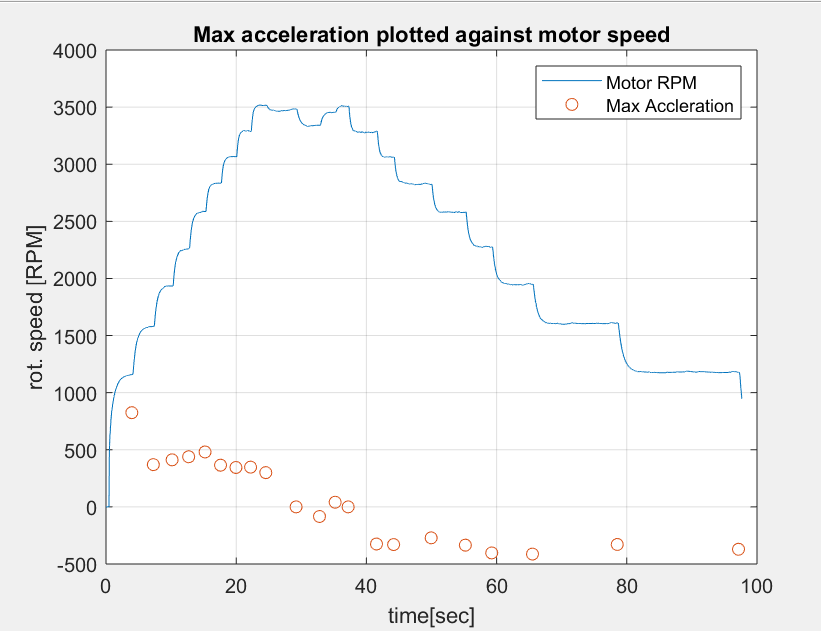 Max acceleration plotted against motor speed
4000
3500
3000
2500
2000
1500
1000
500
0
-500
rot. speed [RPM]
Motor RPM
Max Accleration
0 20 40 60 80 100
time[sec]